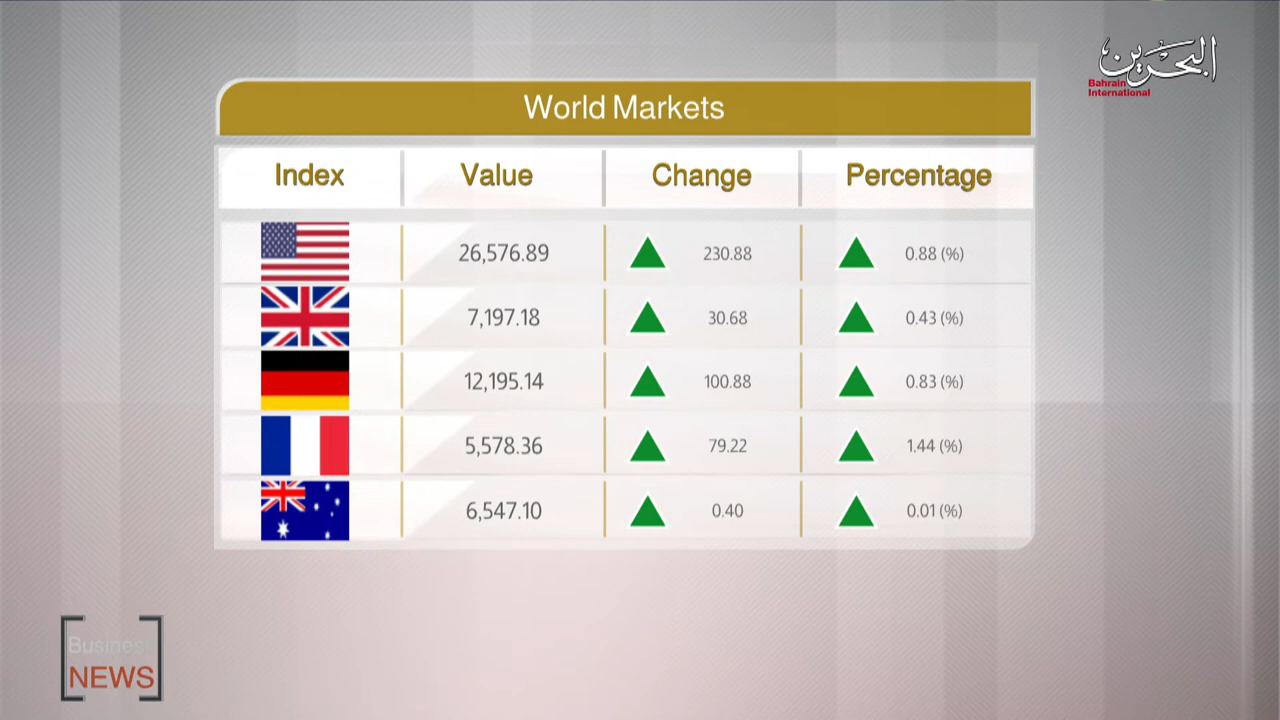 البحرين
Bahrain
International
World Markets
Index Value Change Percentage
26,576.89 230.88 0.88 (%)
7,197.18 30.68 0.43 (%)
12,195.14 100.88 0.83 (%)
5,578.36 79.22 1.44 (%)
6,547.10 0.40 0.01 (%)
Business
NEWS